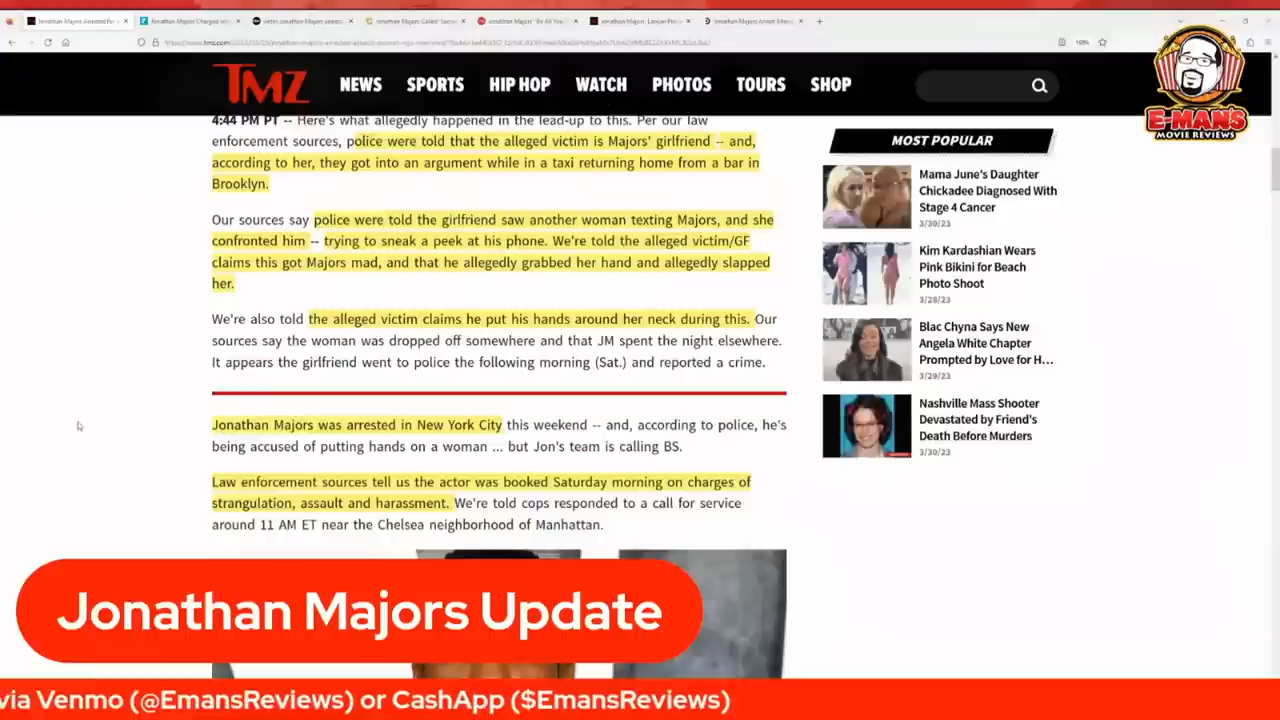 Jonathan Majors Arrested for
Jonathan Majors Charged
Jonathan Majors
TMZ
NEWS SPORTS HIP HOP WATCH PHOTOS TOURS SHOP
E-MAN'S
MOVIE REVIEWS
4:44 PM PT -- Here's what allegedly happened in the lead-up to this. Per our law
enforcement sources, police were told that the alleged victim is Majors' girlfriend -- and,
according to her, they got into an argument while in a taxi returning home from a bar in
Brooklyn.
Our sources say police were told the girlfriend saw another woman texting Majors, and she
confronted him -- trying to sneak a peek at his phone. We're told the alleged victim/GF
claims this got Majors mad, and that he allegedly grabbed her hand and allegedly slapped
her.
We're also told the alleged victim claims he put his hands around her neck during this. Our
sources say the woman was dropped off somewhere and that JM spent the night elsewhere.
It appears the girlfriend went to police the following morning (Sat.) and reported a crime.
Jonathan Majors was arrested in New York City this weekend -- and, according to police, he's
being accused of putting hands on a woman ... but Jon's team is calling BS.
Law enforcement sources tell us the actor was booked Saturday morning on charges of
strangulation, assault and harassment. We're told cops responded to a call for service
around 11 AM ET near the Chelsea neighborhood of Manhattan.
MOST POPULAR
Mama June's Daughter
Chickadee Diagnosed With
Stage 4 Cancer
3/30/23
Kim Kardashian Wears
Pink Bikini for Beach
Photo Shoot
3/28/23
Blac Chyna Says New
Angela White Chapter
Prompted by Love for H...
3/29/23
Nashville Mass Shooter
Devastated by Friend's
Death Before Murders
3/30/23
Jonathan Majors Update
via Venmo (@EmansReviews) or CashApp ($EmansReviews)